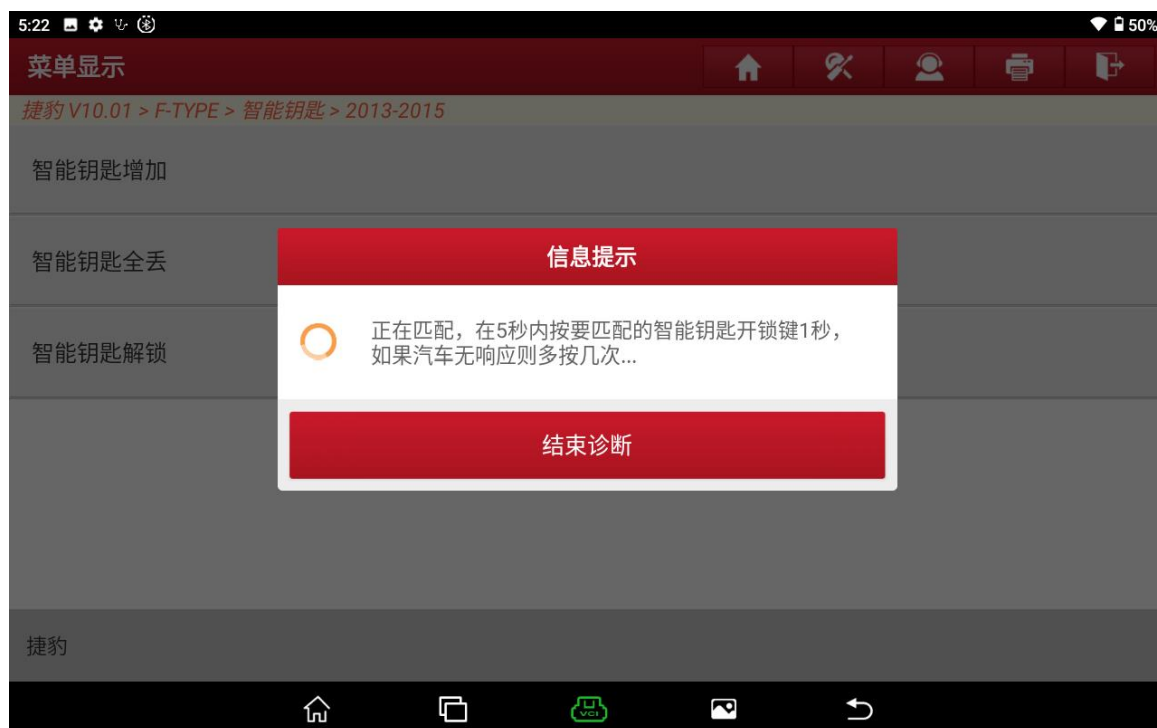 5:22 50%
菜单显示
捷豹 V10.01 > F-TYPE > 智能钥匙 > 2013-2015
智能钥匙增加
智能钥匙全丢
智能钥匙解锁
信息提示
正在匹配，在5秒内按要匹配的智能钥匙开锁键1秒，
如果汽车无响应则多按几次...
结束诊断
捷豹
VCI